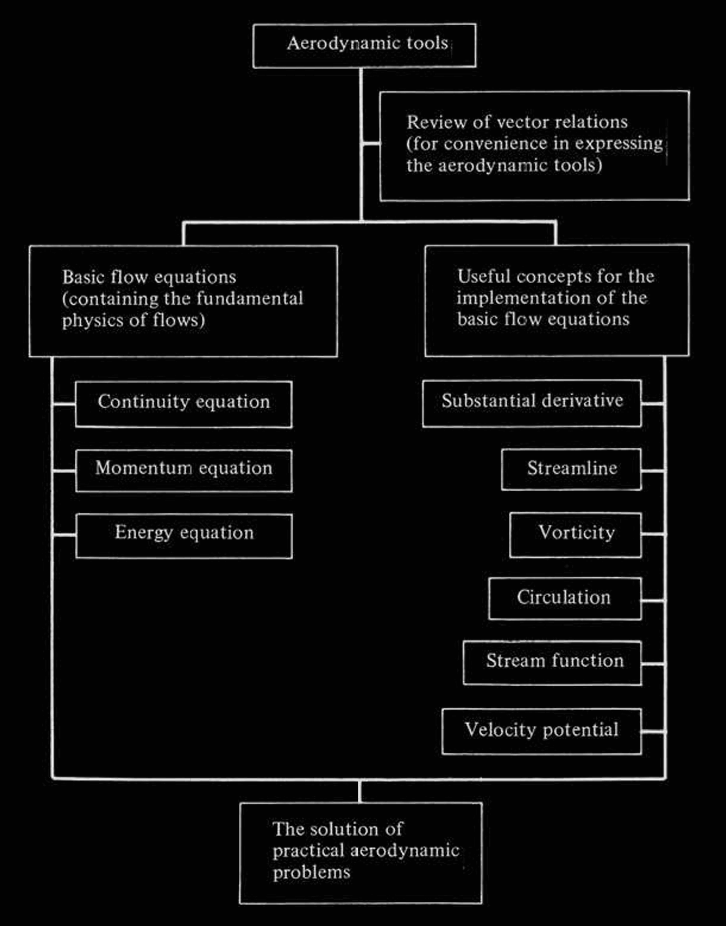 Aerodynamic tools
Review of vector relations
(for convenience in expressing
the aerodynamic tools)
Basic flow equations
(containing the fundamental
physics of flows)
Useful concepts for the
implementation of the
basic flow equations
Continuity equation
Momentum equation
Energy equation
Substantial derivative
Streamline
Vorticity
Circulation
Stream function
Velocity potential
The solution of
practical aerodynamic
problems